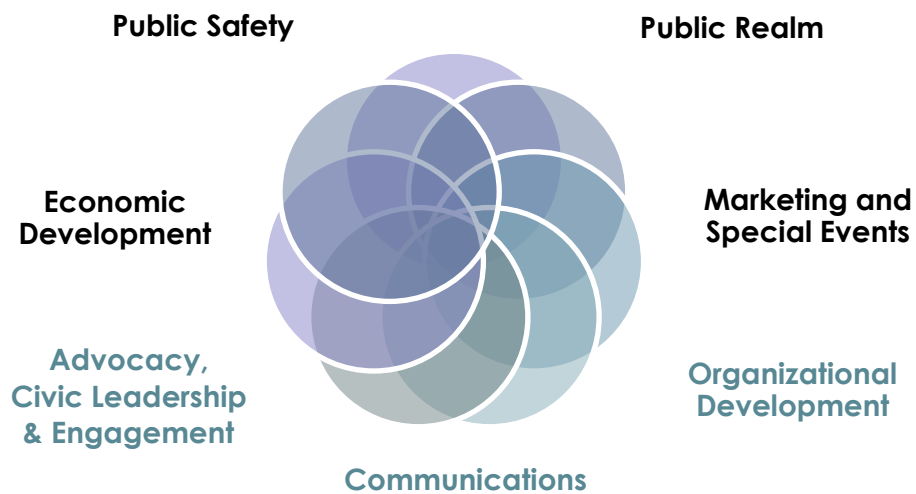 Public Safety
Public Realm
Economic
Development
Marketing and
Special Events
Advocacy,
Civic Leadership
& Engagement
Organizational
Development
Communications